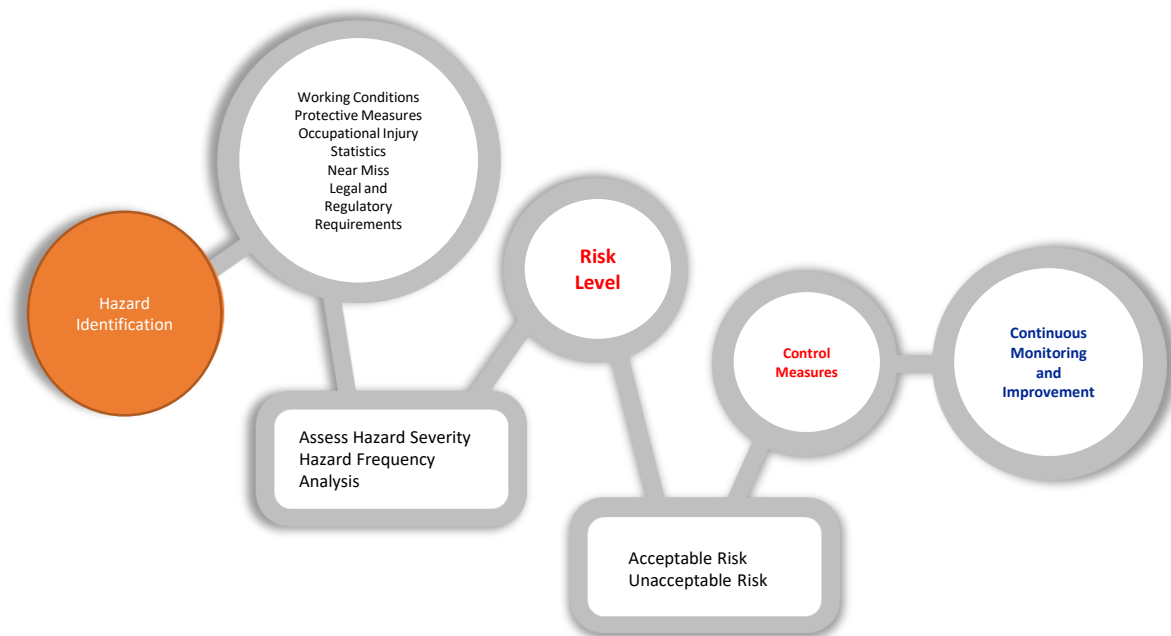 Hazard
Identification
Working Conditions
Protective Measures
Occupational Injury
Statistics
Near Miss
Legal and
Regulatory
Requirements
Assess Hazard Severity
Hazard Frequency
Analysis
Risk
Level
Acceptable Risk
Unacceptable Risk
Control
Measures
Continuous
Monitoring
and
Improvement